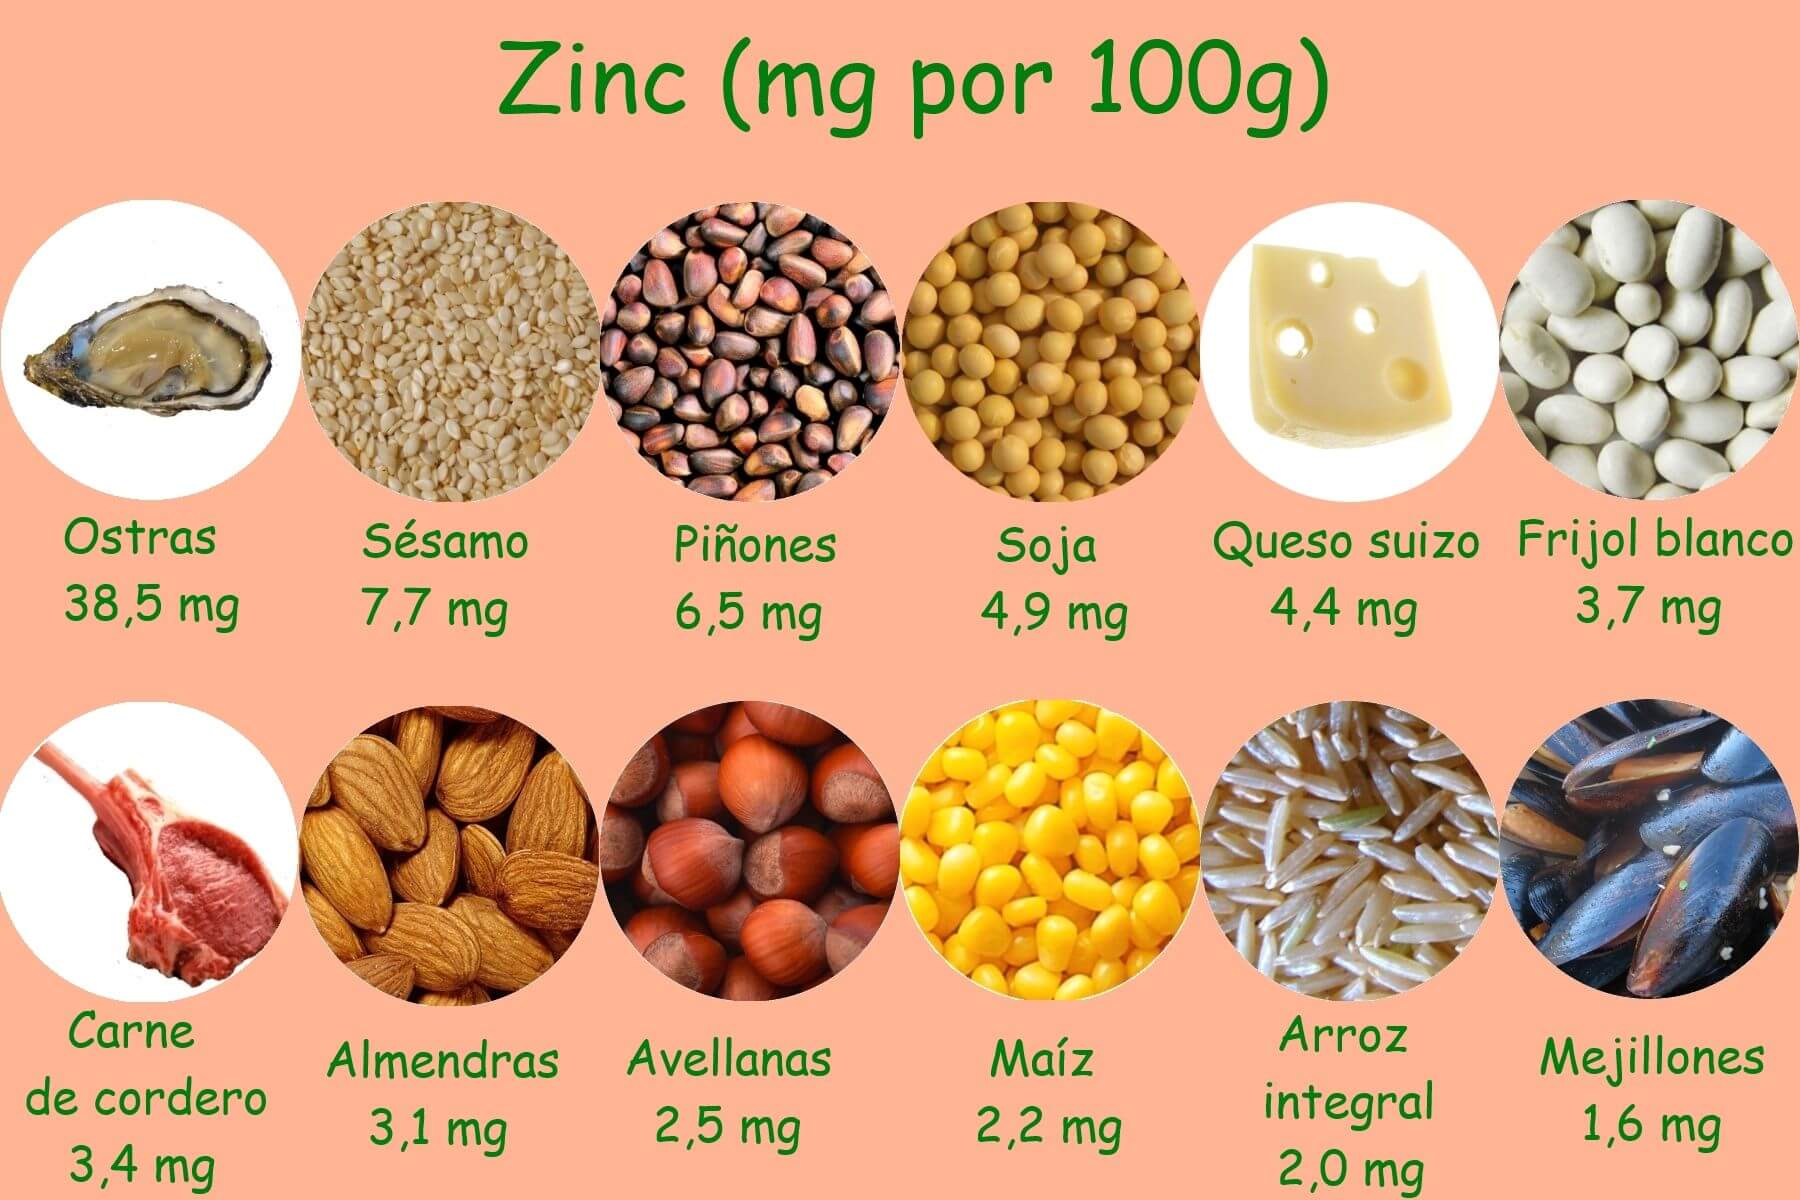 Zinc (mg por 100g)
Ostras
38,5 mg
Sésamo
7,7 mg
Piñones
6,5 mg
Soja
4,9 mg
Queso suizo
4,4 mg
Frijol blanco
3,7 mg
Carne
de cordero
3,4 mg
Almendras
3,1 mg
Avellanas
2,5 mg
Maíz
2,2 mg
Arroz
integral
2,0 mg
Mejillones
1,6 mg